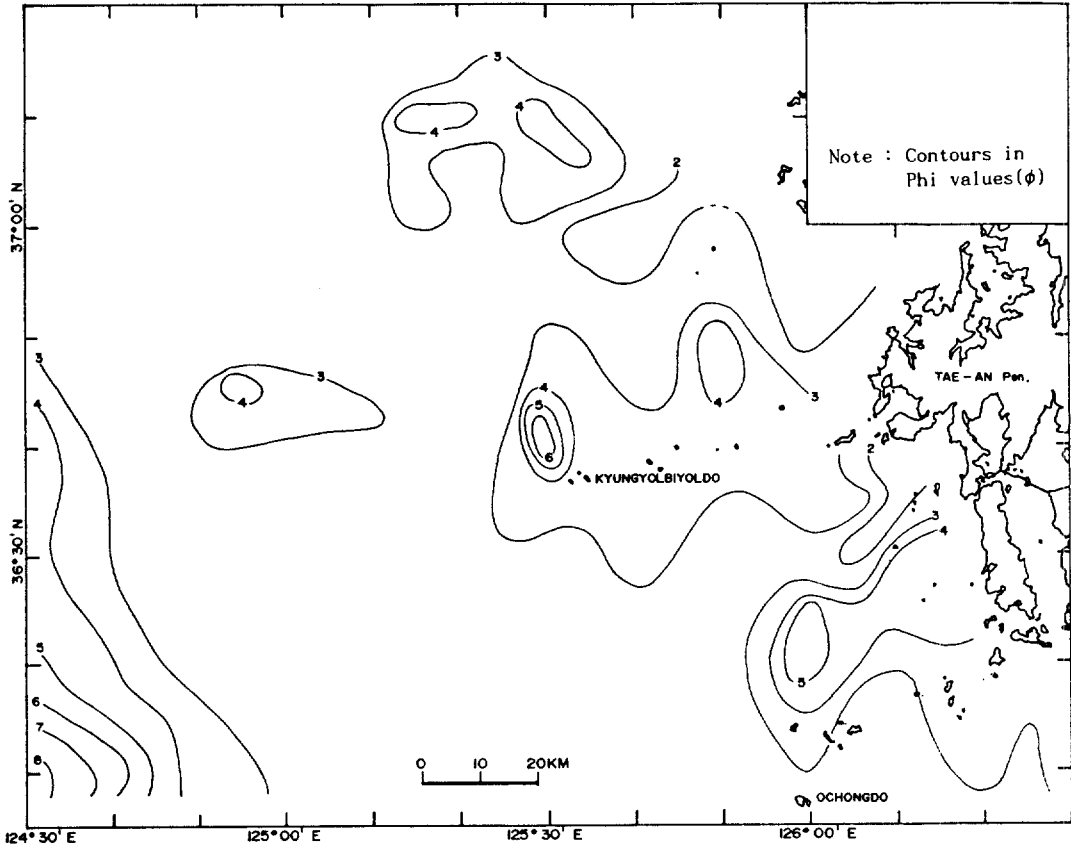 Note : Contours in
Phi values(φ)
3
4
4
2
37°00' N
3
4
3
4
3
4
5
6
4
3
TAE-AN Pen.
KYUNGYOLBIYOLDO
2
3
4
36°30' N
5
6
7
8
5
0 10 20KM
OCHONGDO
124°30' E
125°00' E
125°30' E
126°00' E